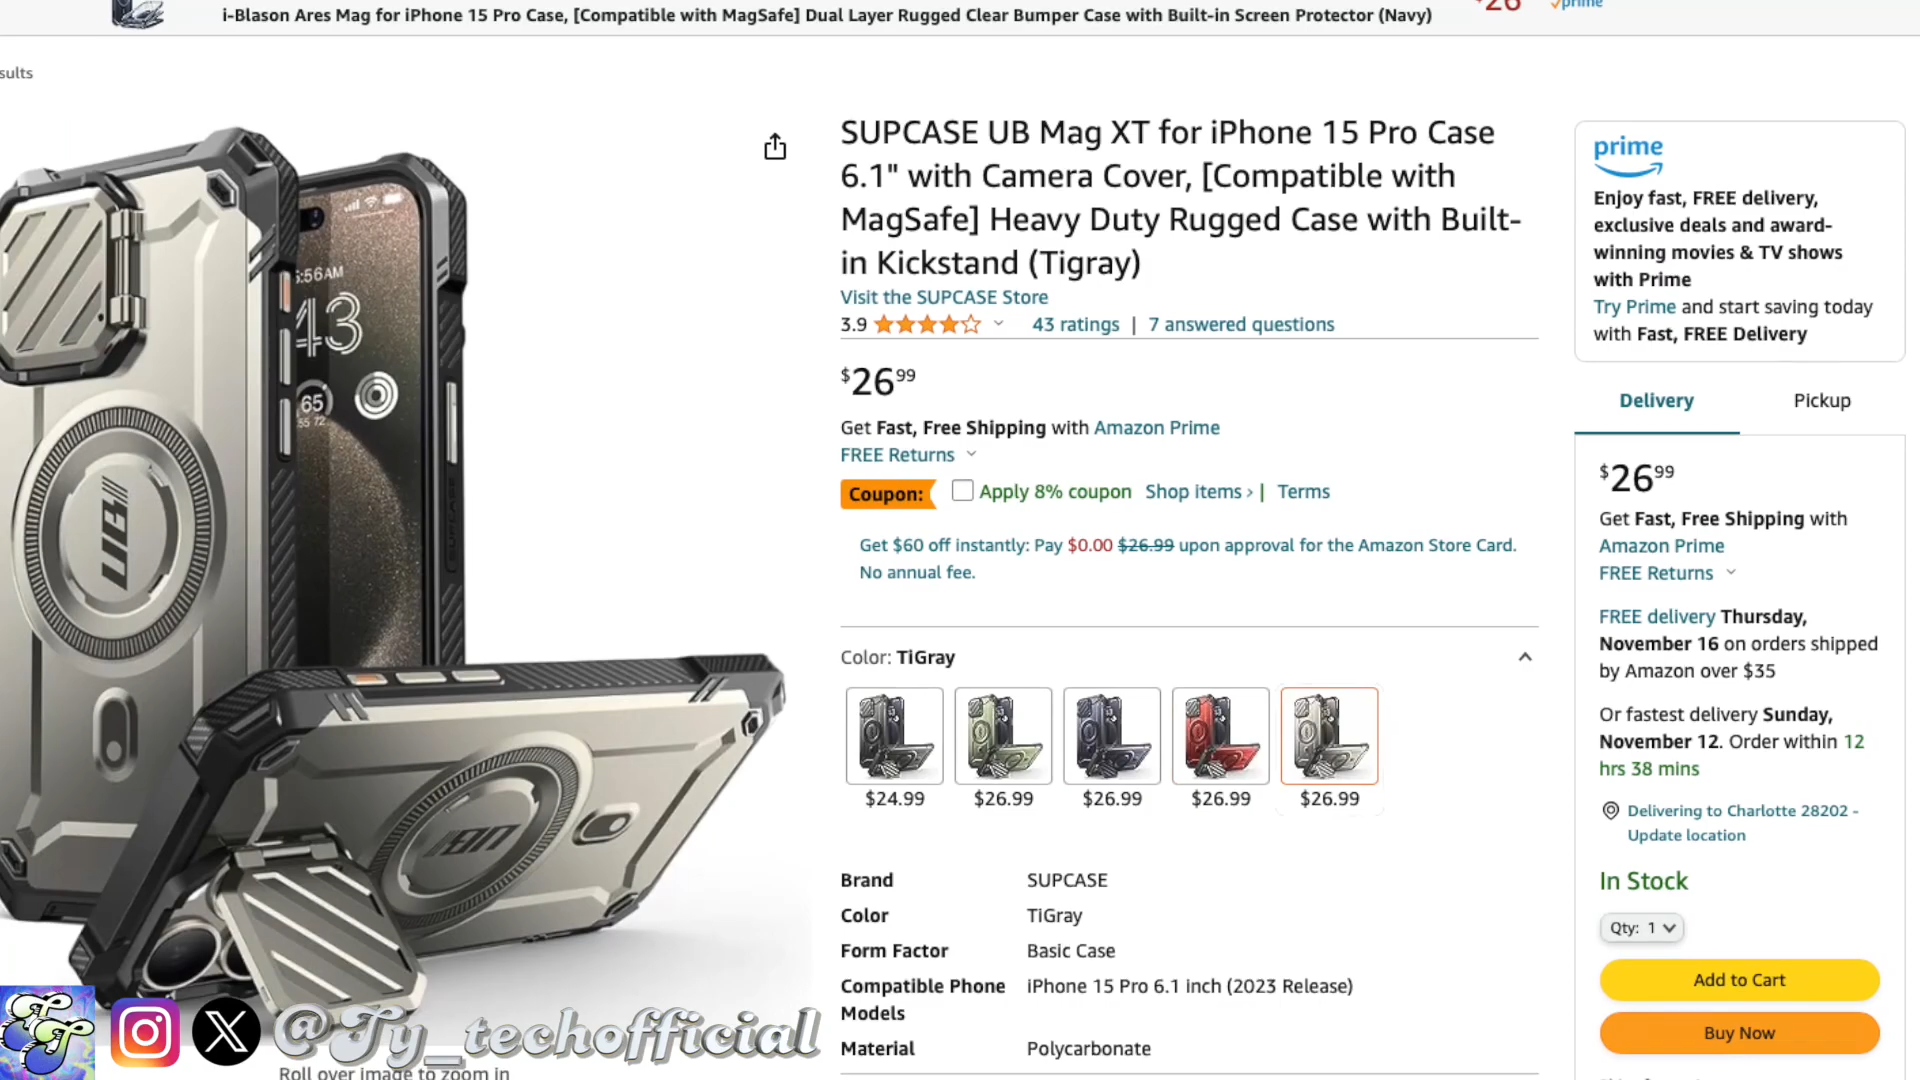 i-Blason Ares Mag for iPhone 15 Pro Case, [Compatible with MagSafe] Dual Layer Rugged Clear Bumper Case with Built-in Screen Protector (Navy)
$26
prime
sults
SUPCASE UB Mag XT for iPhone 15 Pro Case
6.1" with Camera Cover, [Compatible with
MagSafe] Heavy Duty Rugged Case with Built-
in Kickstand (Tigray)
Visit the SUPCASE Store
3.9
43 ratings | 7 answered questions
$26 99
Get Fast, Free Shipping with Amazon Prime
FREE Returns
Coupon: Apply 8% coupon Shop items › | Terms
Get $60 off instantly: Pay $0.00 $26.99 upon approval for the Amazon Store Card.
No annual fee.
Color: TiGray
$24.99
$26.99
$26.99
$26.99
$26.99
Brand SUPCASE
Color TiGray
Form Factor Basic Case
Compatible Phone iPhone 15 Pro 6.1 inch (2023 Release)
Models
Material Polycarbonate
prime
Enjoy fast, FREE delivery,
exclusive deals and award-
winning movies & TV shows
with Prime
Try Prime and start saving today
with Fast, FREE Delivery
Delivery
Pickup
$26 99
Get Fast, Free Shipping with
Amazon Prime
FREE Returns
FREE delivery Thursday,
November 16 on orders shipped
by Amazon over $35
Or fastest delivery Sunday,
November 12. Order within 12
hrs 38 mins
Delivering to Charlotte 28202 -
Update location
In Stock
Qty: 1
Add to Cart
Buy Now
:56AM
43
65
55 72
UB
UB
SUPCASE
@Ty_techofficial
Roll over image to zoom in